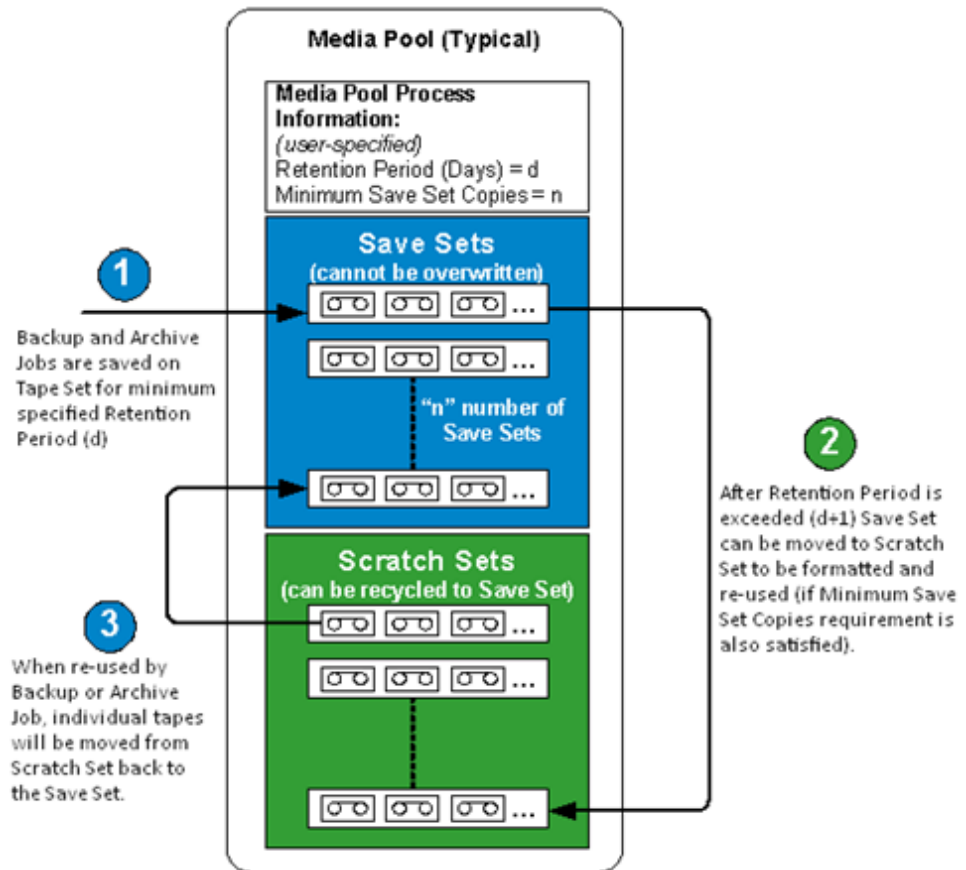 Media Pool (Typical)
Media Pool Process
Information:
(user-specified)
Retention Period (Days) = d
Minimum Save Set Copies = n
Save Sets
(cannot be overwritten)
...
...
"n" number of
Save Sets
...
Scratch Sets
(can be recycled to Save Set)
...
...
...
1
Backup and Archive
Jobs are saved on
Tape Set for minimum
specified Retention
Period (d)
2
After Retention Period is
exceeded (d+1) Save Set
can be moved to Scratch
Set to be formatted and
re-used (if Minimum Save
Set Copies requirement is
also satisfied).
3
When re-used by
Backup or Archive
Job, individual tapes
will be moved from
Scratch Set back to
the Save Set.